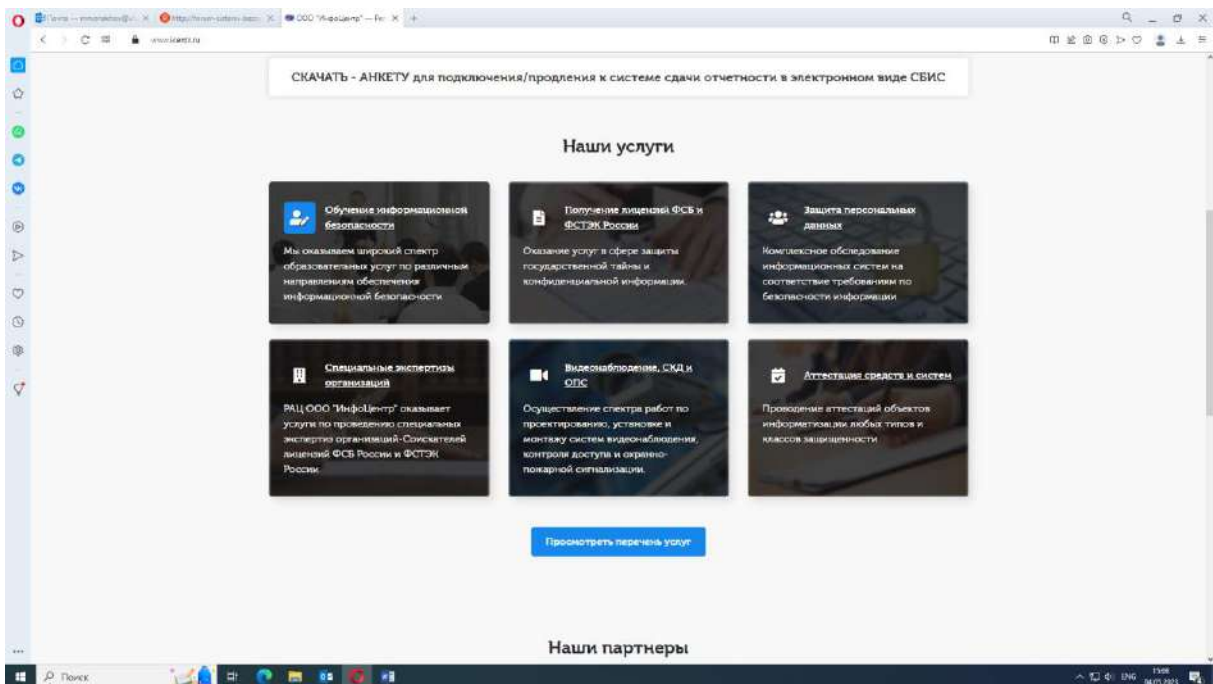 ООО "ИнфоЦентр" — Рег
СКАЧАТЬ - АНКЕТУ для подключения/продления к системе сдачи отчетности в электронном виде СБИС
Наши услуги
Обучение информационной
безопасности
Мы оказываем широкий спектр
образовательных услуг по различным
направлениям обеспечения
информационной безопасности
Получение лицензий ФСБ и
ФСТЭК России
Оказание услуг в сфере защиты
государственной тайны и
конфиденциальной информации.
Защита персональных
данных
Комплексное обследование
информационных систем на
соответствие требованиям по
безопасности информации
Специальные экспертизы
организаций
РАЦ ООО "ИнфоЦентр" оказывает
услуги по проведению специальных
экспертиз организаций-Соискателей
лицензий ФСБ России и ФСТЭК
России
Видеонаблюдение, СКД и
ОПС
Осуществление спектра работ по
проектированию, установке и
монтажу систем видеонаблюдения,
контроля доступа и охранно-
пожарной сигнализации.
Аттестация средств и систем
Проводение аттестаций объектов
информатизации любых типов и
классов защищенности
Просмотреть перечень услуг
Наши партнеры
Поиск
ENG
04.05.2023